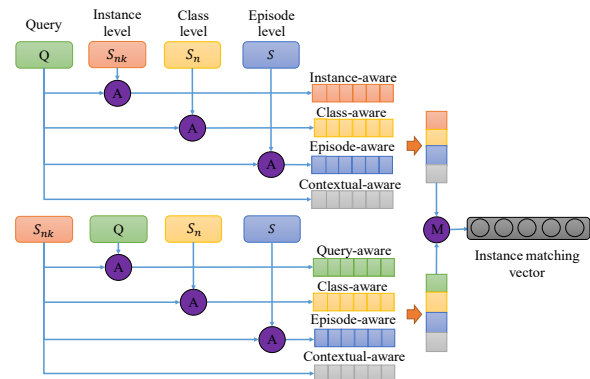 Query
Instance level
Class level
Episode level
Q
S_nk
S_n
S
A
Instance-aware
A
Class-aware
A
Episode-aware
Contextual-aware
S_nk
Q
S_n
S
M
Instance matching
vector
A
Query-aware
A
Class-aware
Episode-aware
A
Contextual-aware